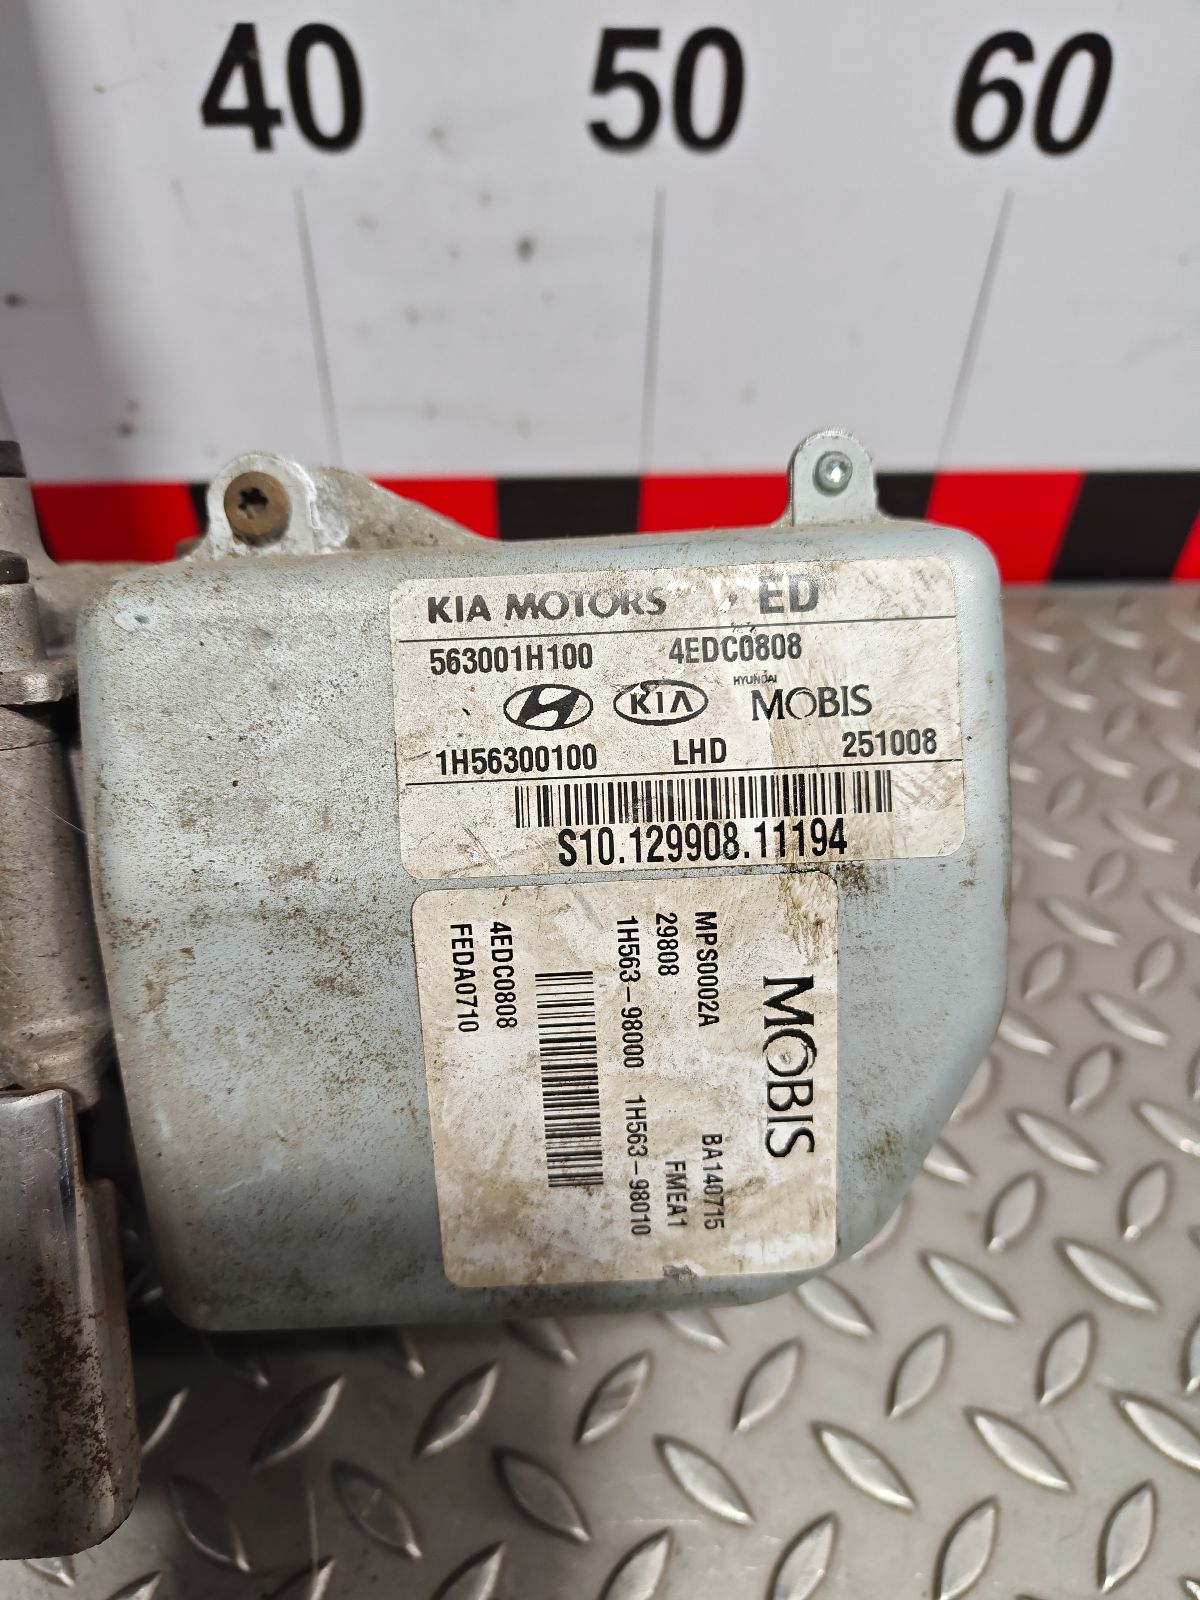 40 50 60
KIA MOTORS ED
563001H100 4EDC0808
KIA HYUNDAI MOBIS
1H56300100 LHD 251008
S10.129908.11194
MOBIS
MPS0002A BA140715
29808 FMEA1
1H563-98000 1H563-98010
4EDC0808
FEDA0710